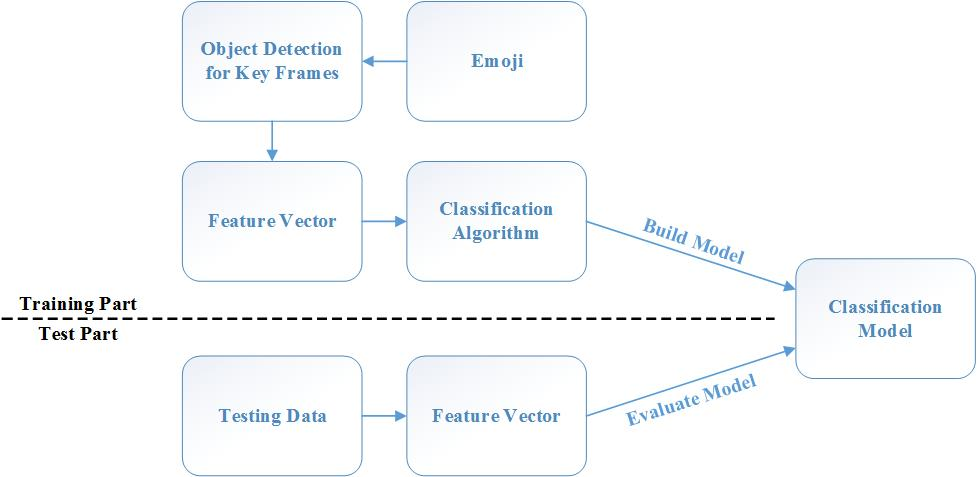 Object Detection
for Key Frames
Emoji
Feature Vector
Classification
Algorithm
Build Model
Training Part
Test Part
Classification
Model
Testing Data
Feature Vector
Evaluate Model